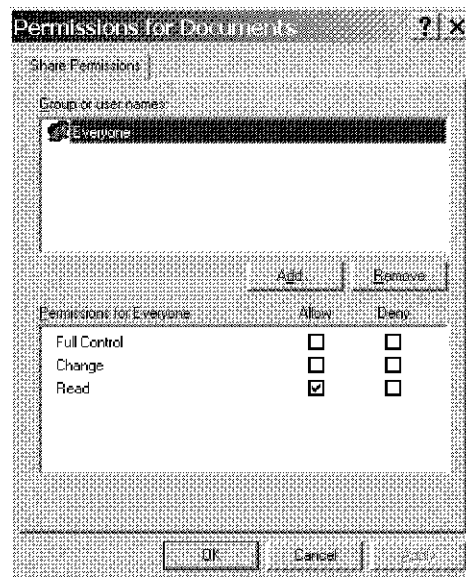 Permissions for Documents ? X
Share Permissions
Group or user names:
Everyone
Add... Remove
Permissions for Everyone Allow Deny
Full Control
Change
Read
OK Cancel Apply